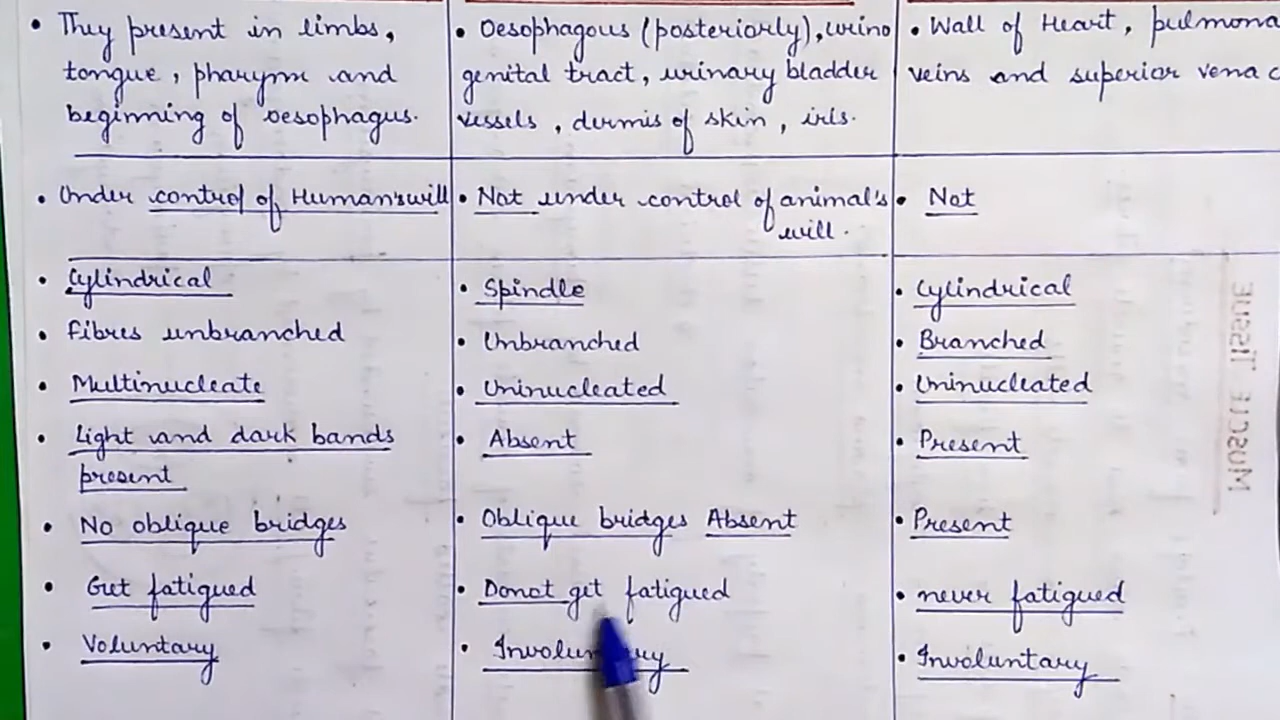 • They present in limbs,
tongue, pharynx and
beginning of oesophagus.
• Oesophagous (posteriorly), urino
genital tract, urinary bladder
vessels, dermis of skin, iris.
• Wall of Heart, pulmona
veins and superior vena c
• Under control of Human's will
• Not under control of animal's
will.
• Not
• Cylindrical
• Spindle
• Cylindrical
• Fibres unbranched
• Unbranched
• Branched
• Multinucleate
• Uninucleated
• Uninucleated
• Light and dark bands
present
• Absent
• Present
• No oblique bridges
• Oblique bridges Absent
• Present
• Get fatigued
• Donot get fatigued
• never fatigued
• Voluntary
• Involuntary
• Involuntary
MUSCLE TISSUE